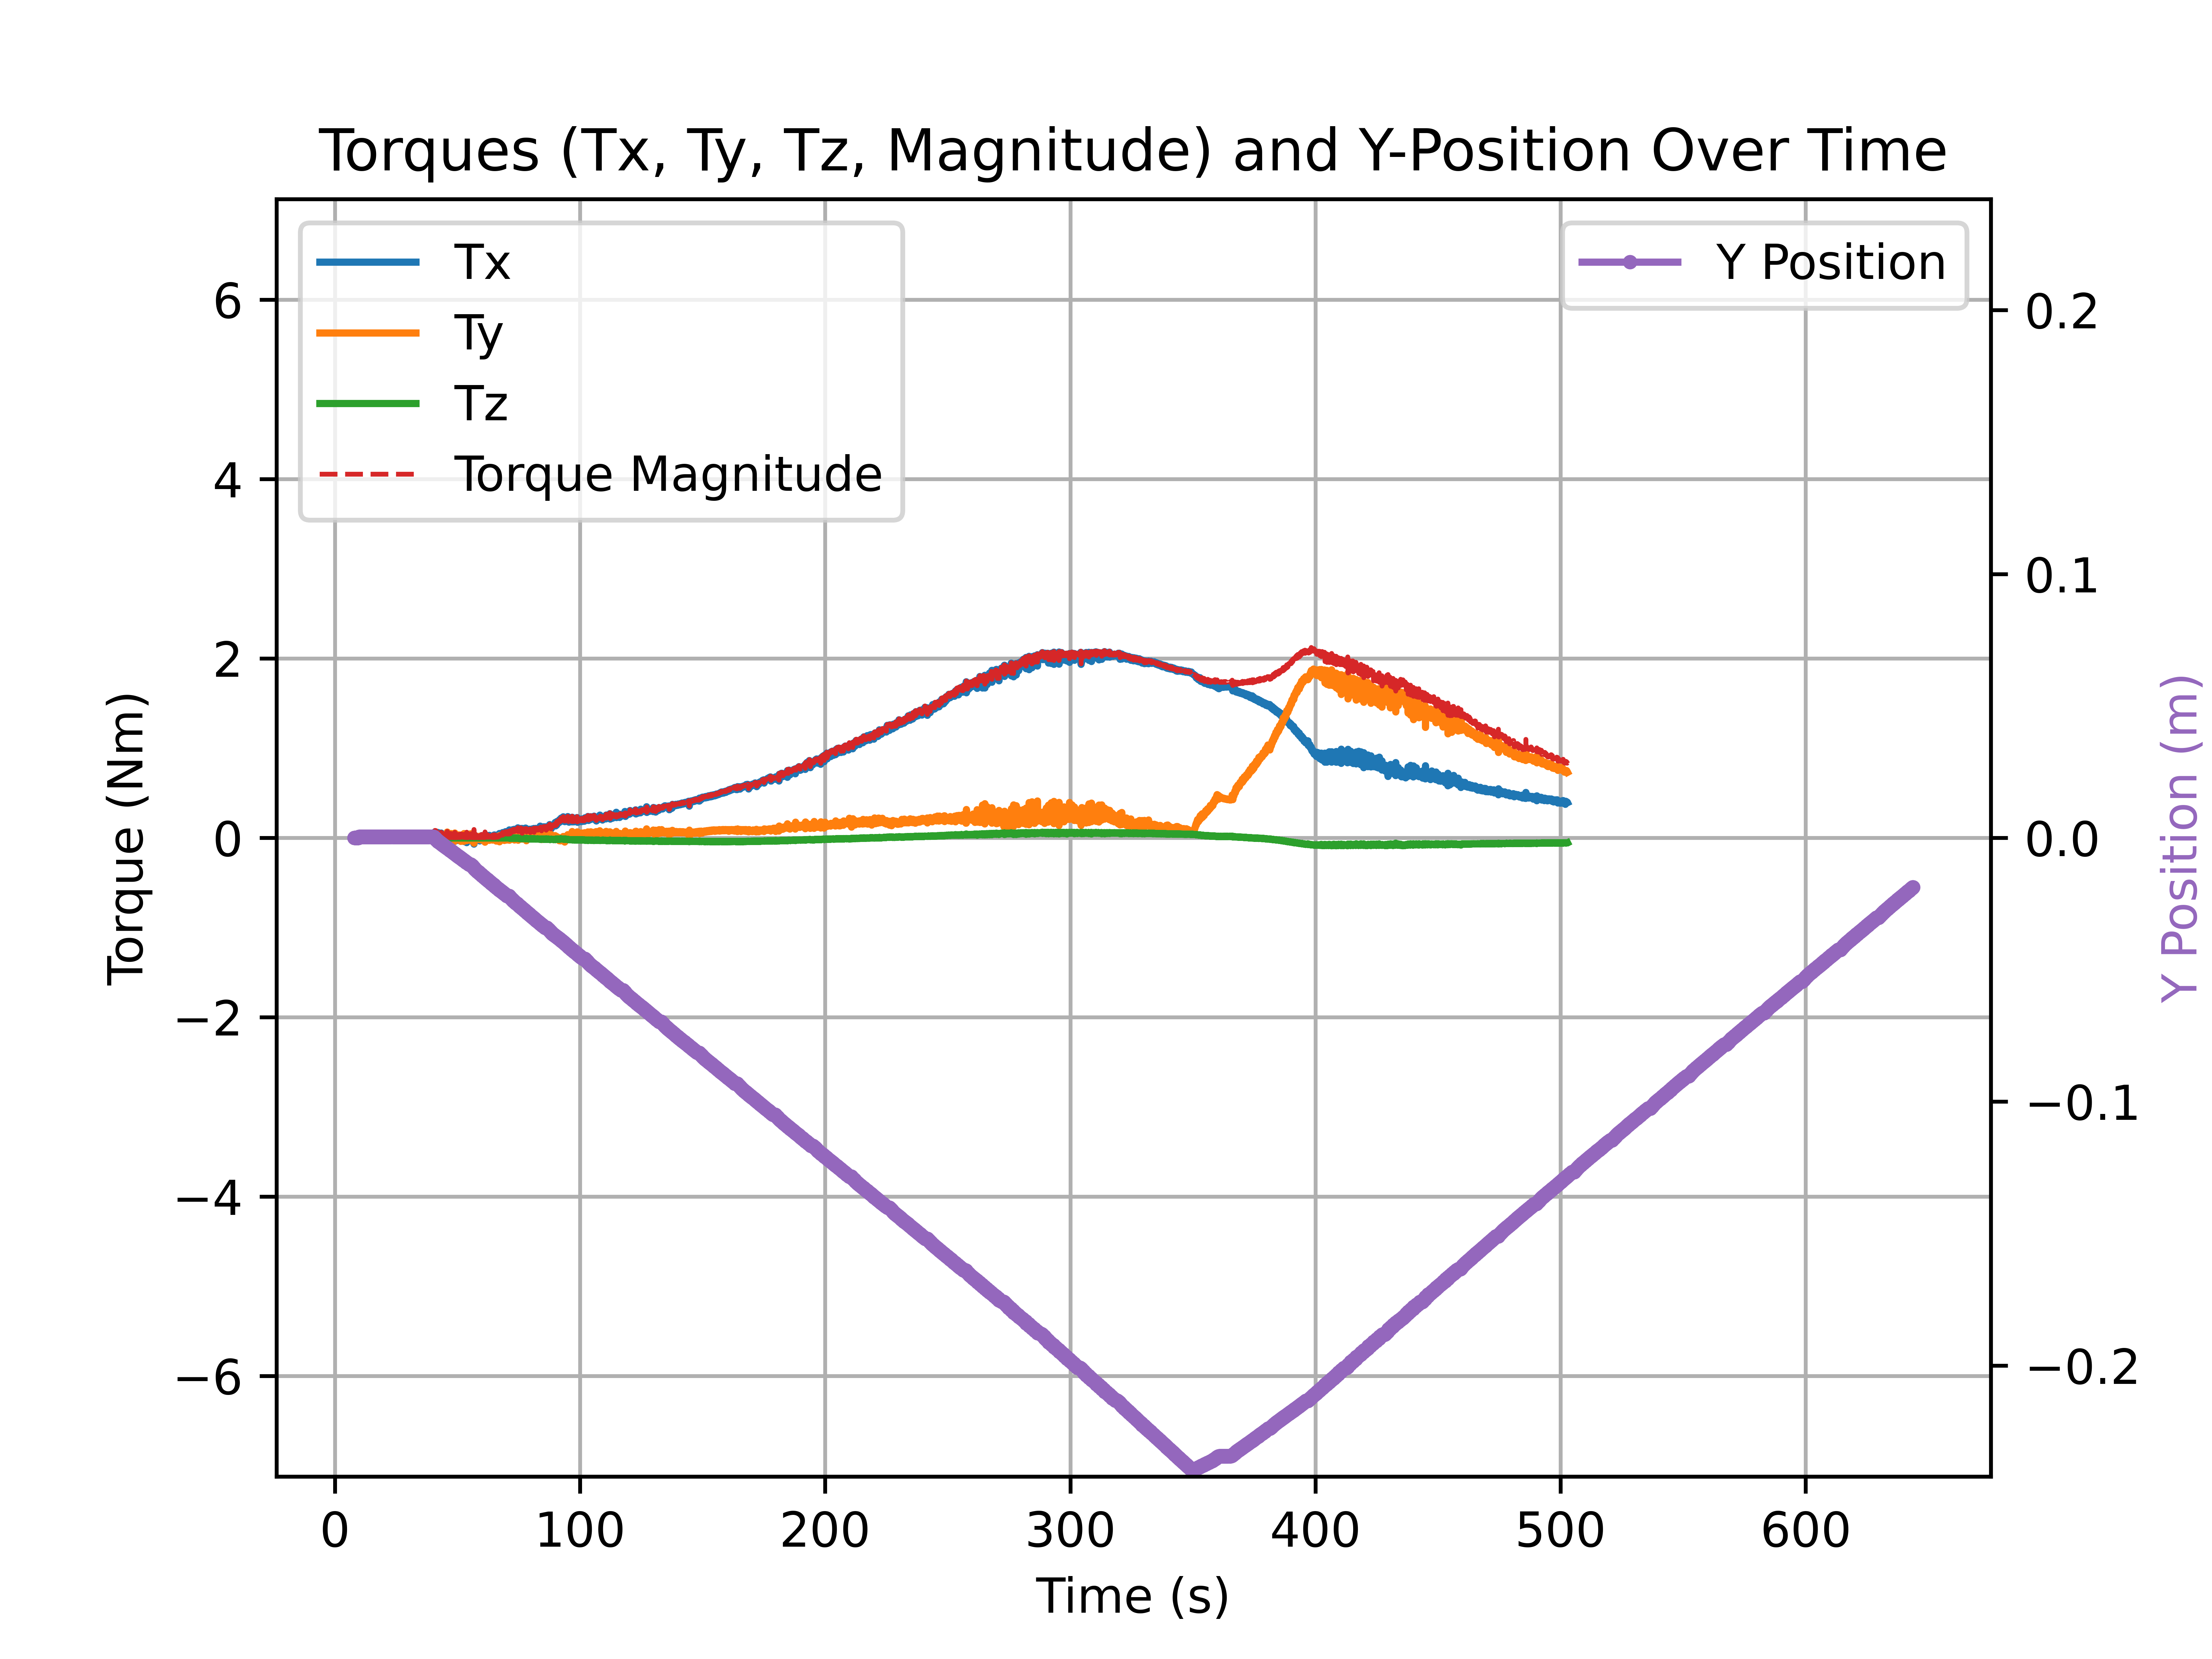 Torques (Tx, Ty, Tz, Magnitude) and Y-Position Over Time
Tx
Ty
Tz
Torque Magnitude
Y Position
Torque (Nm)
6
4
2
0
−2
−4
−6
0.2
0.1
0.0
−0.1
−0.2
Y Position (m)
0 100 200 300 400 500 600
Time (s)